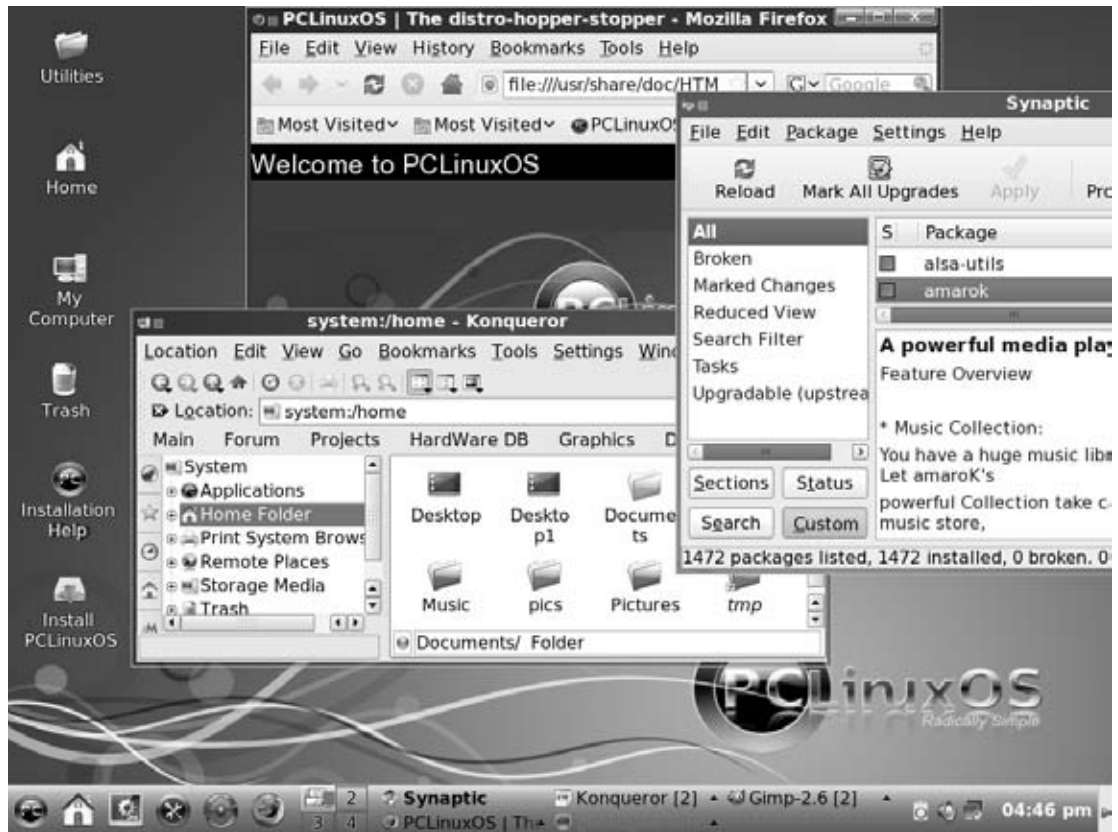 Utilities
Home
My
Computer
Trash
Installation
Help
Install
PCLinuxOS
PCLinuxOS | The distro-hopper-stopper - Mozilla Firefox
File Edit View History Bookmarks Tools Help
file:///usr/share/doc/HTM
G Google
Most Visited Most Visited PCLinuxOS
Welcome to PCLinuxOS
Synaptic
File Edit Package Settings Help
Reload Mark All Upgrades Apply
All
Broken
Marked Changes
Reduced View
Search Filter
Tasks
Upgradable (upstrea
Sections Status
Search Custom
S Package
alsa-utils
amarok
A powerful media play
Feature Overview
* Music Collection:
You have a huge music
Let amaroK's
powerful Collection take
music store,
1472 packages listed, 1472 installed, 0 broken. 0
system:/home - Konqueror
Location Edit View Go Bookmarks Tools Settings Wind
Location: system:/home
Main Forum Projects HardWare DB Graphics D
System
Applications
Home Folder
Print System Brows
Remote Places
Storage Media
Trash
Desktop
Deskto
p1
Docume
ts
Music
pics
Pictures
tmp
Documents/ Folder
PCLinuxOS
Radically Simple
2
3 4
Synaptic
PCLinuxOS | Th
Konqueror [2]
Gimp-2.6 [2]
04:46 pm